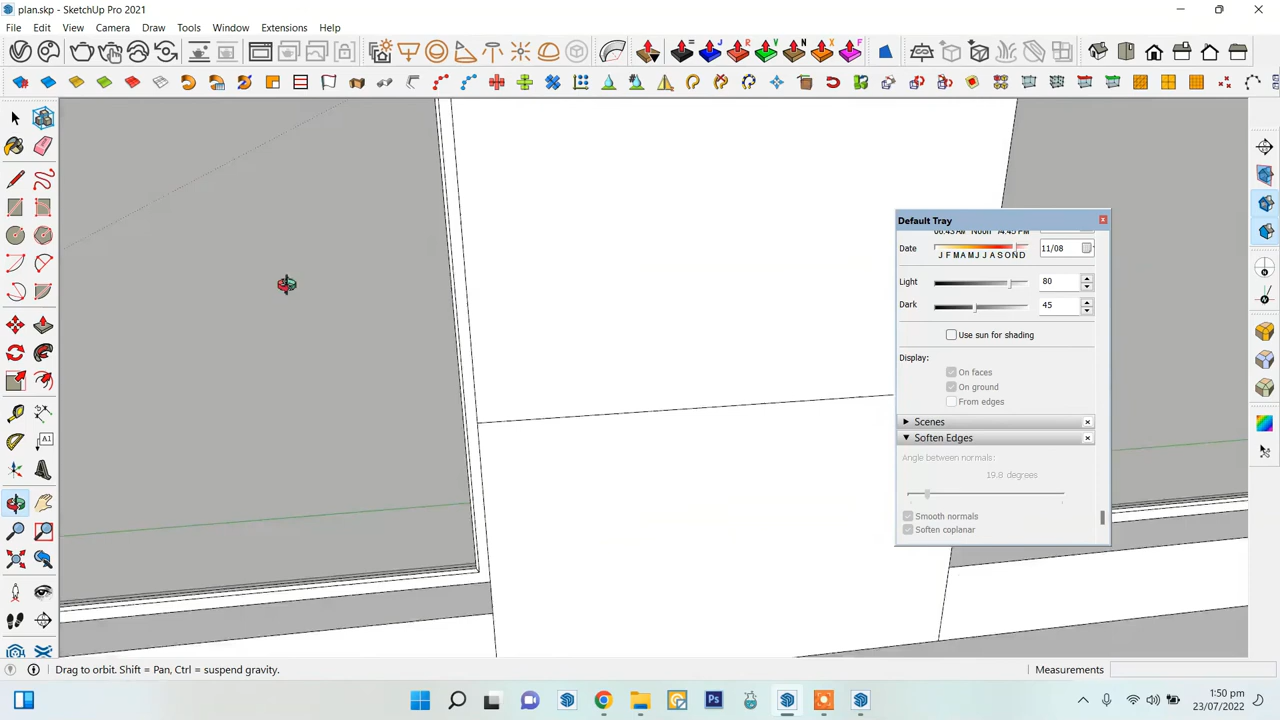 plan.skp - SketchUp Pro 2021
File Edit View Camera Draw Tools Window Extensions Help
Default Tray
Date J F M A M J J A S O N D 11/08
Light 80
Dark 45
Use sun for shading
Display:
On faces
On ground
From edges
Scenes
Soften Edges
Angle between normals:
19.0 degrees
Smooth normals
Soften coplanar
A1
Drag to orbit. Shift = Pan, Ctrl = suspend gravity.
Measurements
Ps
1:50 pm
23/07/2022